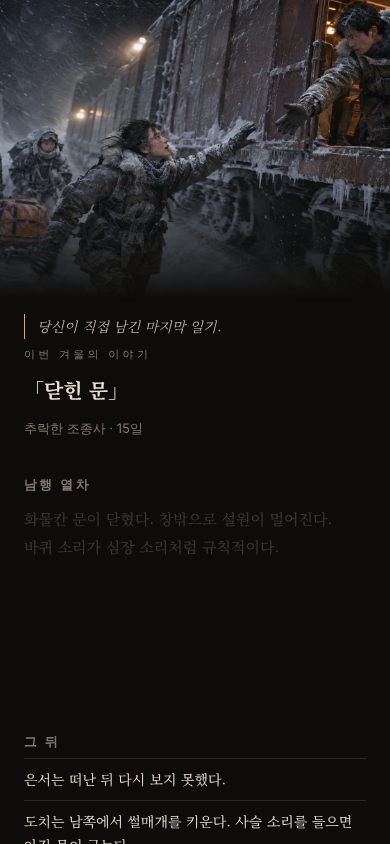 당신이 직접 남긴 마지막 일기.
이번 겨울의 이야기
「닫힌 문」
추락한 조종사 · 15일
남행 열차
화물칸 문이 닫혔다. 창밖으로 설원이 멀어진다.
바퀴 소리가 심장 소리처럼 규칙적이다.
그 뒤
은서는 떠난 뒤 다시 보지 못했다.
도치는 남쪽에서 썰매개를 키운다. 사슬 소리를 들으면